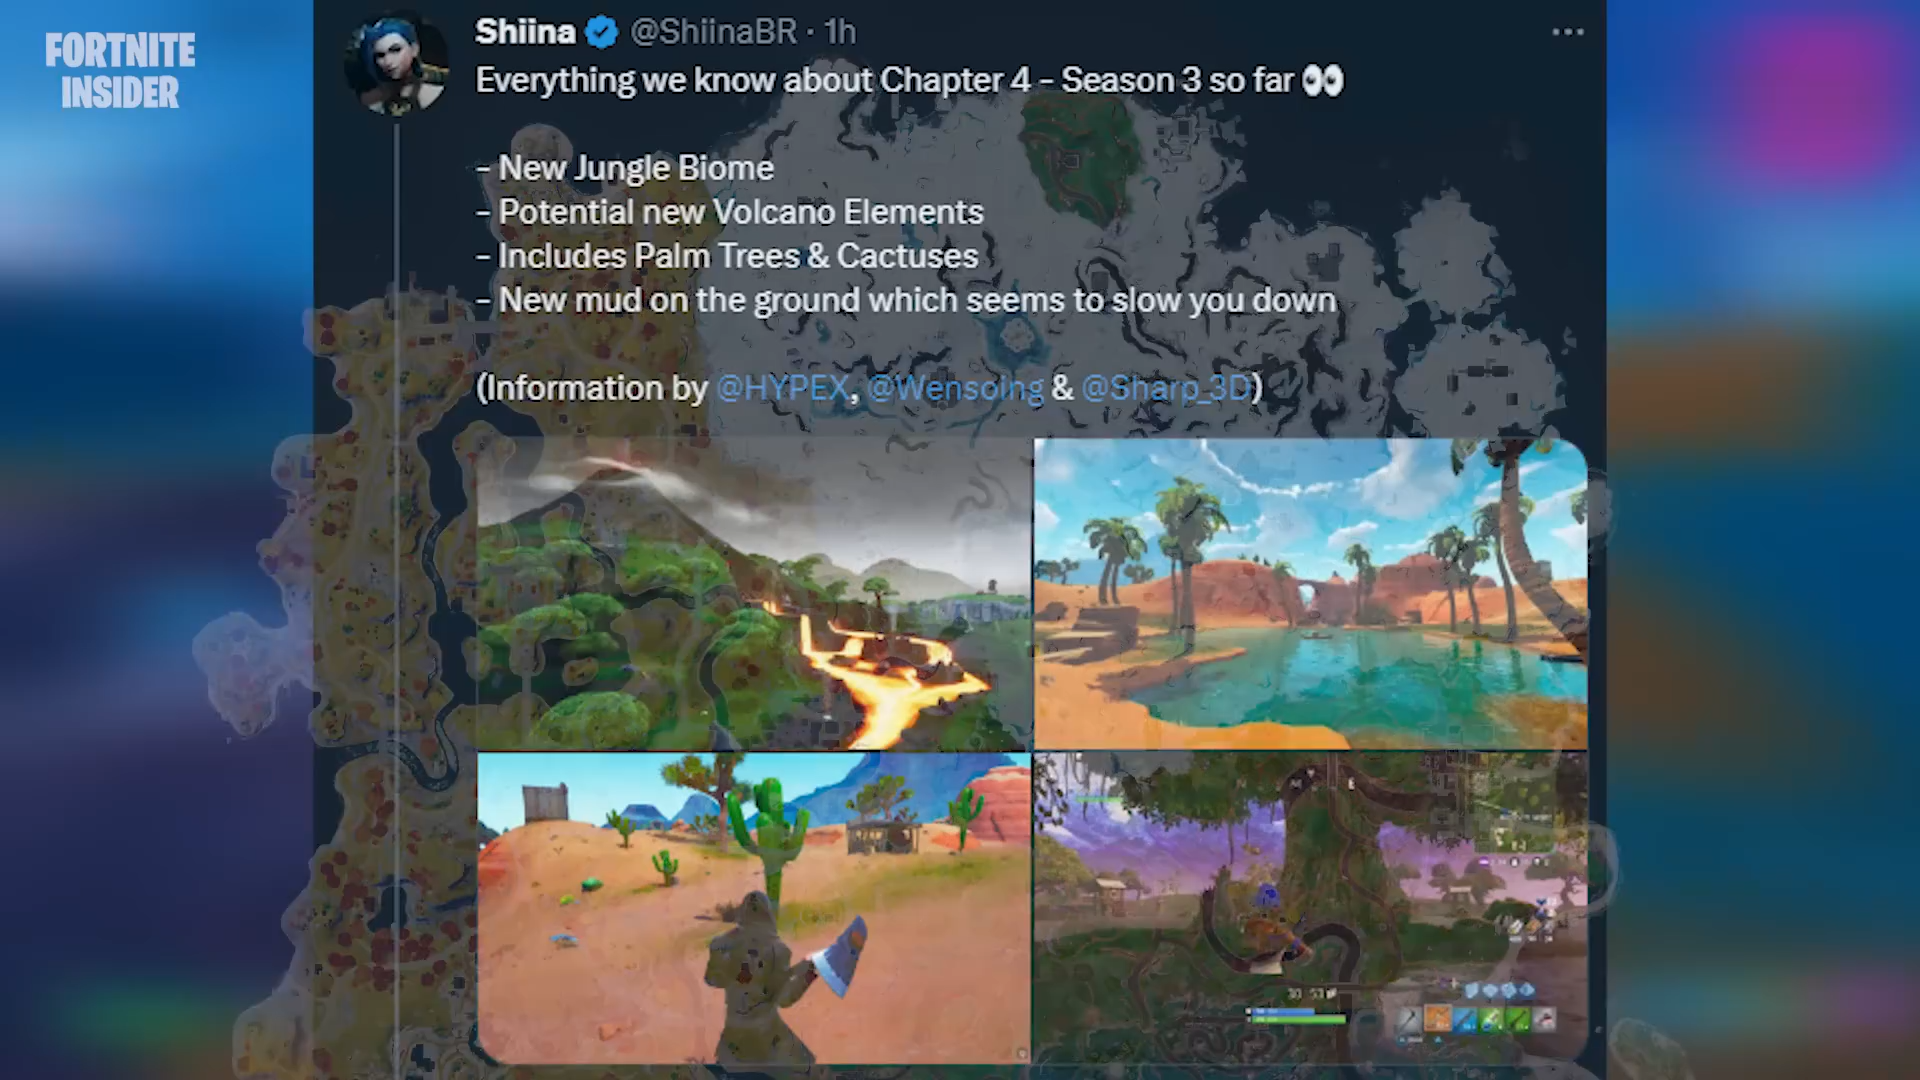 FORTNITE
INSIDER
Shiina @ShiinaBR · 1h
Everything we know about Chapter 4 - Season 3 so far 👀
- New Jungle Biome
- Potential new Volcano Elements
- Includes Palm Trees & Cactuses
- New mud on the ground which seems to slow you down
(Information by @HYPEX, @Wensoing & @Sharp_3D)